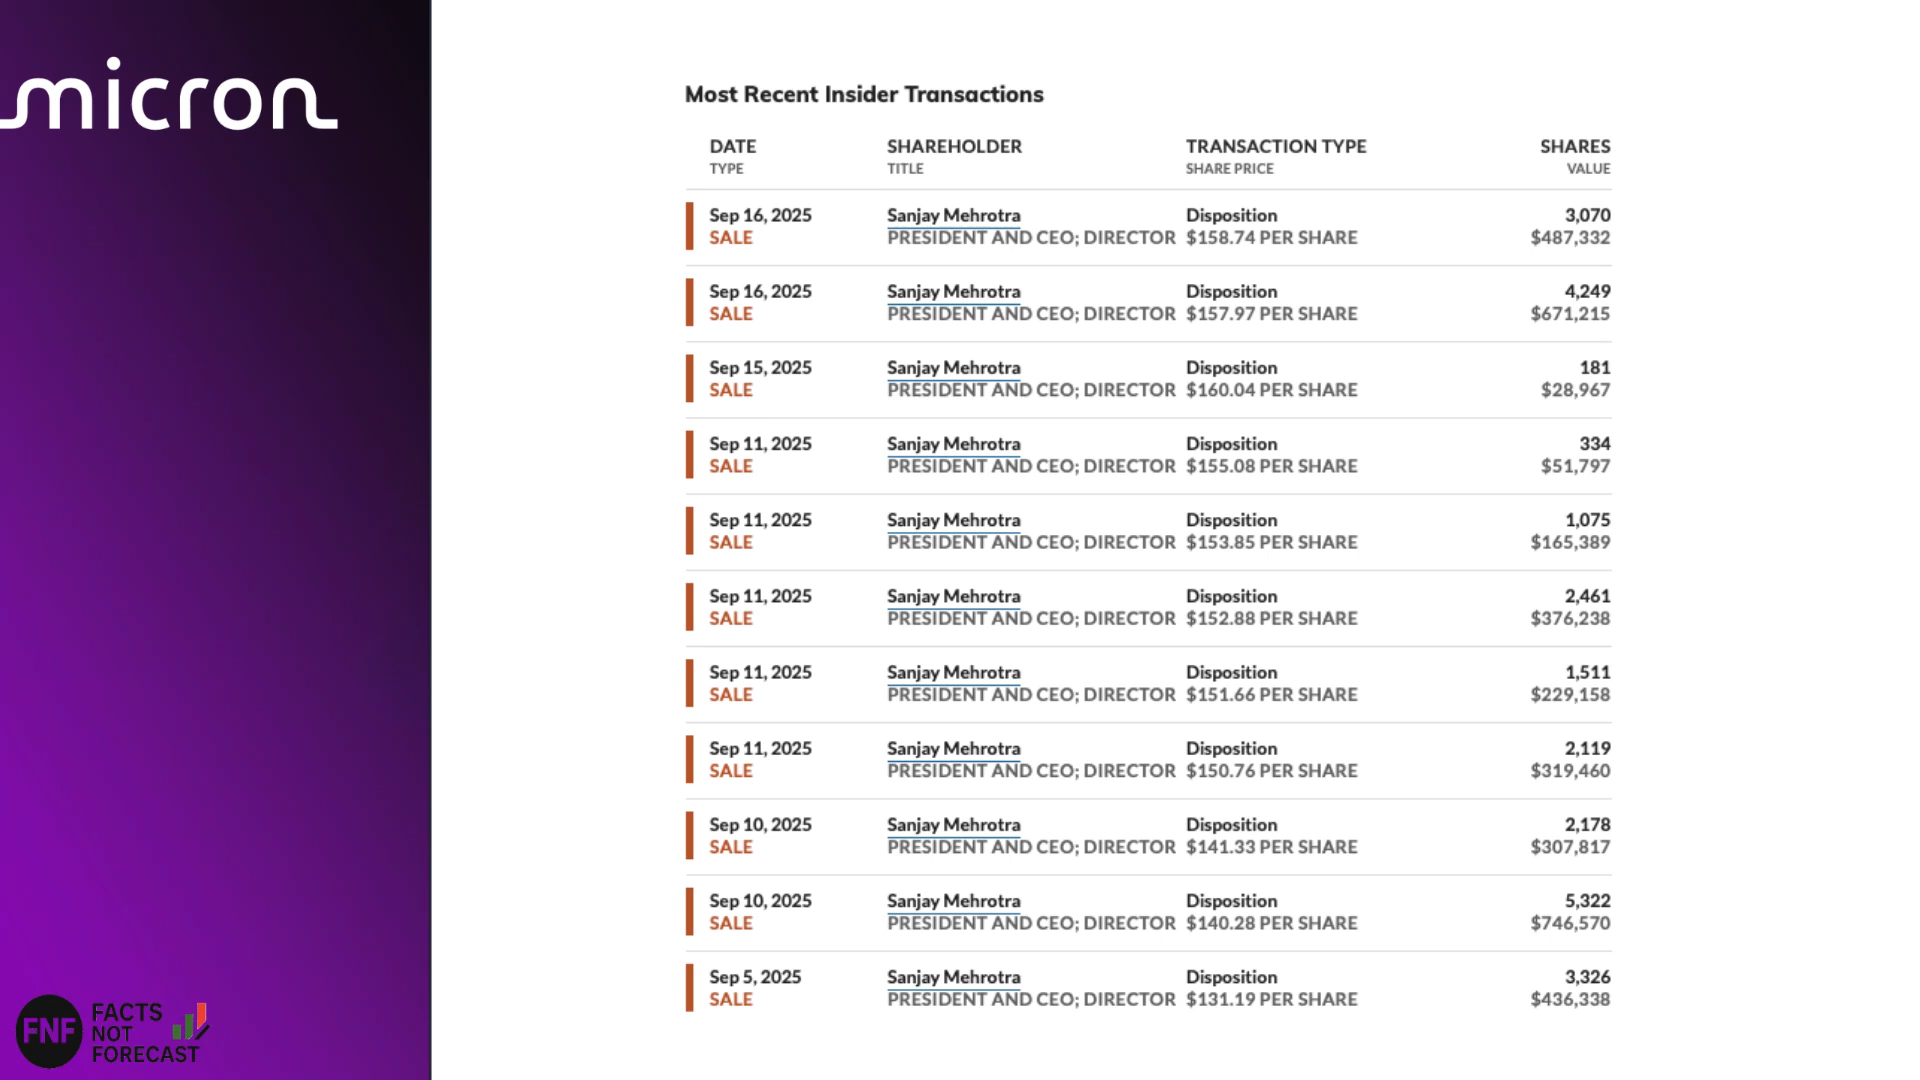 micron
Most Recent Insider Transactions
DATE SHAREHOLDER TRANSACTION TYPE SHARES
TYPE TITLE SHARE PRICE VALUE
Sep 16, 2025 Sanjay Mehrotra Disposition 3,070
SALE PRESIDENT AND CEO; DIRECTOR $158.74 PER SHARE $487,332
Sep 16, 2025 Sanjay Mehrotra Disposition 4,249
SALE PRESIDENT AND CEO; DIRECTOR $157.97 PER SHARE $671,215
Sep 15, 2025 Sanjay Mehrotra Disposition 181
SALE PRESIDENT AND CEO; DIRECTOR $160.04 PER SHARE $28,967
Sep 11, 2025 Sanjay Mehrotra Disposition 334
SALE PRESIDENT AND CEO; DIRECTOR $155.08 PER SHARE $51,797
Sep 11, 2025 Sanjay Mehrotra Disposition 1,075
SALE PRESIDENT AND CEO; DIRECTOR $153.85 PER SHARE $165,389
Sep 11, 2025 Sanjay Mehrotra Disposition 2,461
SALE PRESIDENT AND CEO; DIRECTOR $152.88 PER SHARE $376,238
Sep 11, 2025 Sanjay Mehrotra Disposition 1,511
SALE PRESIDENT AND CEO; DIRECTOR $151.66 PER SHARE $229,158
Sep 11, 2025 Sanjay Mehrotra Disposition 2,119
SALE PRESIDENT AND CEO; DIRECTOR $150.76 PER SHARE $319,460
Sep 10, 2025 Sanjay Mehrotra Disposition 2,178
SALE PRESIDENT AND CEO; DIRECTOR $141.33 PER SHARE $307,817
Sep 10, 2025 Sanjay Mehrotra Disposition 5,322
SALE PRESIDENT AND CEO; DIRECTOR $140.28 PER SHARE $746,570
Sep 5, 2025 Sanjay Mehrotra Disposition 3,326
SALE PRESIDENT AND CEO; DIRECTOR $131.19 PER SHARE $436,338
FNF
FACTS
NOT
FORECAST